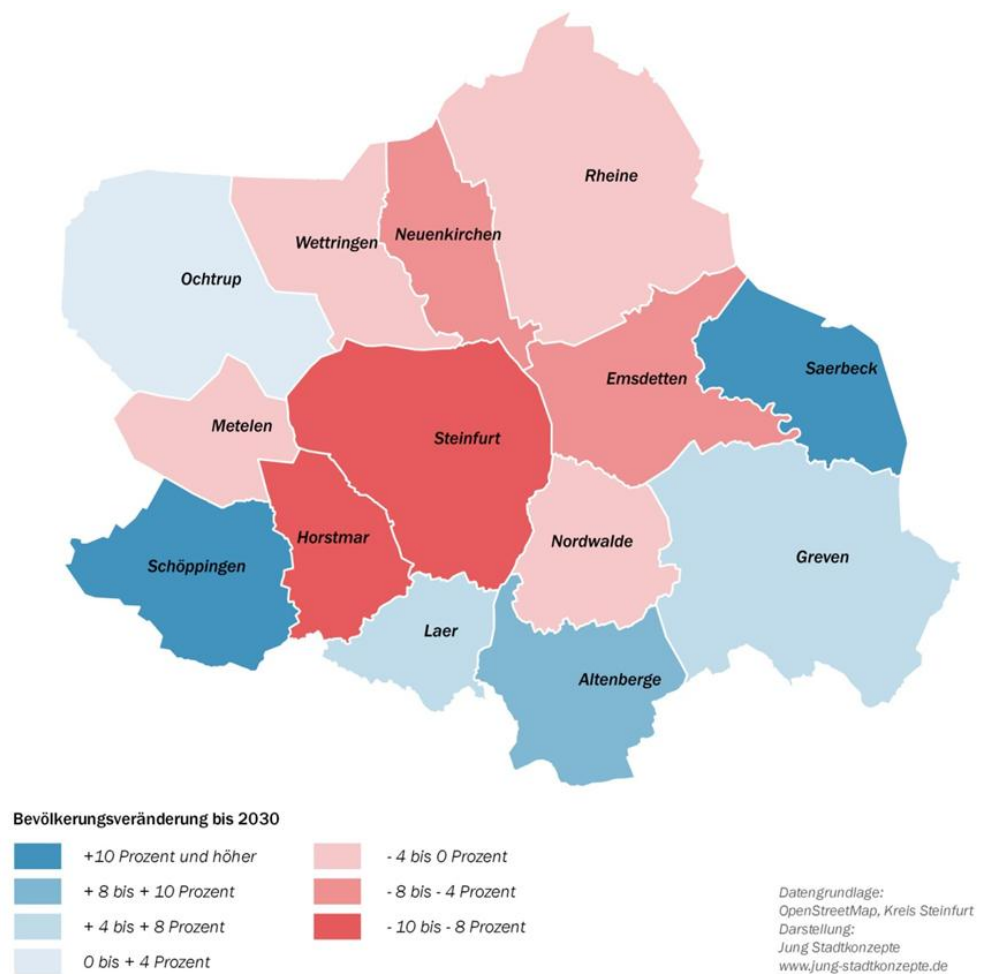 Rheine
Wettringen
Neuenkirchen
Ochtrup
Saerbeck
Emsdetten
Metelen
Steinfurt
Horstmar
Nordwalde
Schöppingen
Greven
Laer
Altenberge
Bevölkerungsveränderung bis 2030
+10 Prozent und höher
+ 8 bis + 10 Prozent
+ 4 bis + 8 Prozent
0 bis + 4 Prozent
- 4 bis 0 Prozent
- 8 bis - 4 Prozent
- 10 bis - 8 Prozent
Datengrundlage:
OpenStreetMap, Kreis Steinfurt
Darstellung:
Jung Stadtkonzepte
www.jung-stadtkonzepte.de